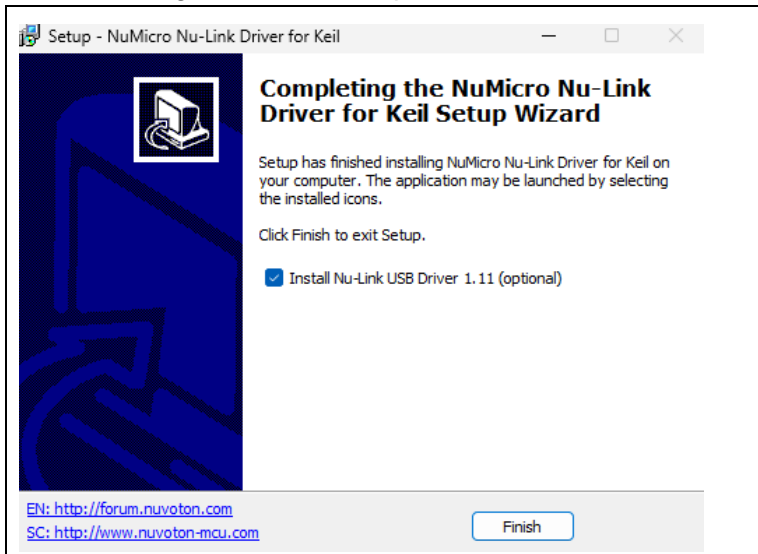 Setup - NuMicro Nu-Link Driver for Keil
Completing the NuMicro Nu-Link
Driver for Keil Setup Wizard
Setup has finished installing NuMicro Nu-Link Driver for Keil on
your computer. The application may be launched by selecting
the installed icons.
Click Finish to exit Setup.
Install Nu-Link USB Driver 1.11 (optional)
EN: http://forum.nuvoton.com
SC: http://www.nuvoton-mcu.com
Finish